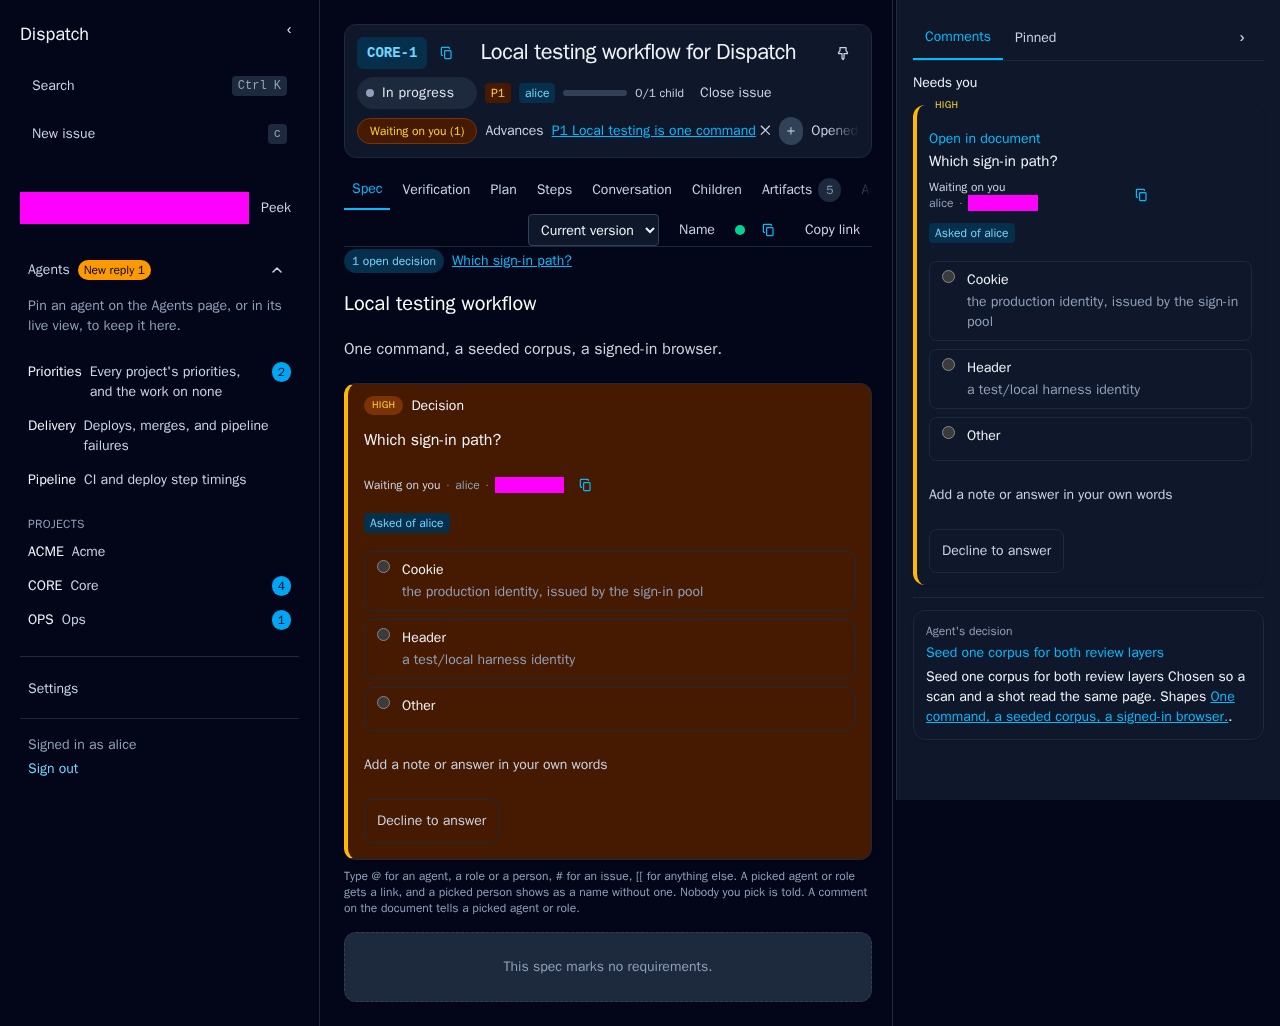 Dispatch
Search
Ctrl K
New issue
C
Peek
Agents
New reply 1
Pin an agent on the Agents page, or in its
live view, to keep it here.
Priorities
Every project's priorities,
and the work on none
2
Delivery
Deploys, merges, and pipeline
failures
Pipeline
CI and deploy step timings
PROJECTS
ACME Acme
CORE Core
4
OPS Ops
1
Settings
Signed in as alice
Sign out
CORE-1
Local testing workflow for Dispatch
In progress
P1
alice
0/1 child
Close issue
Waiting on you (1)
Advances
P1 Local testing is one command
+
Opened
Spec
Verification
Plan
Steps
Conversation
Children
Artifacts
5
Current version
Name
Copy link
1 open decision
Which sign-in path?
Local testing workflow
One command, a seeded corpus, a signed-in browser.
HIGH
Decision
Which sign-in path?
Waiting on you · alice ·
Asked of alice
Cookie
the production identity, issued by the sign-in pool
Header
a test/local harness identity
Other
Add a note or answer in your own words
Decline to answer
Type @ for an agent, a role or a person, # for an issue, [[ for anything else. A picked agent or role
gets a link, and a picked person shows as a name without one. Nobody you pick is told. A comment
on the document tells a picked agent or role.
This spec marks no requirements.
Comments
Pinned
Needs you
HIGH
Open in document
Which sign-in path?
Waiting on you
alice ·
Asked of alice
Cookie
the production identity, issued by the sign-in
pool
Header
a test/local harness identity
Other
Add a note or answer in your own words
Decline to answer
Agent's decision
Seed one corpus for both review layers
Seed one corpus for both review layers Chosen so a
scan and a shot read the same page. Shapes One
command, a seeded corpus, a signed-in browser..